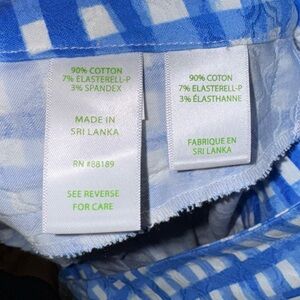 90% COTTON
7% ELASTERELL-P
3% SPANDEX
MADE IN
SRI LANKA
RN #88189
SEE REVERSE
FOR CARE
90% COTON
7% ELASTERELL-P
3% ÉLASTHANNE
FABRIQUE EN
SRI LANKA